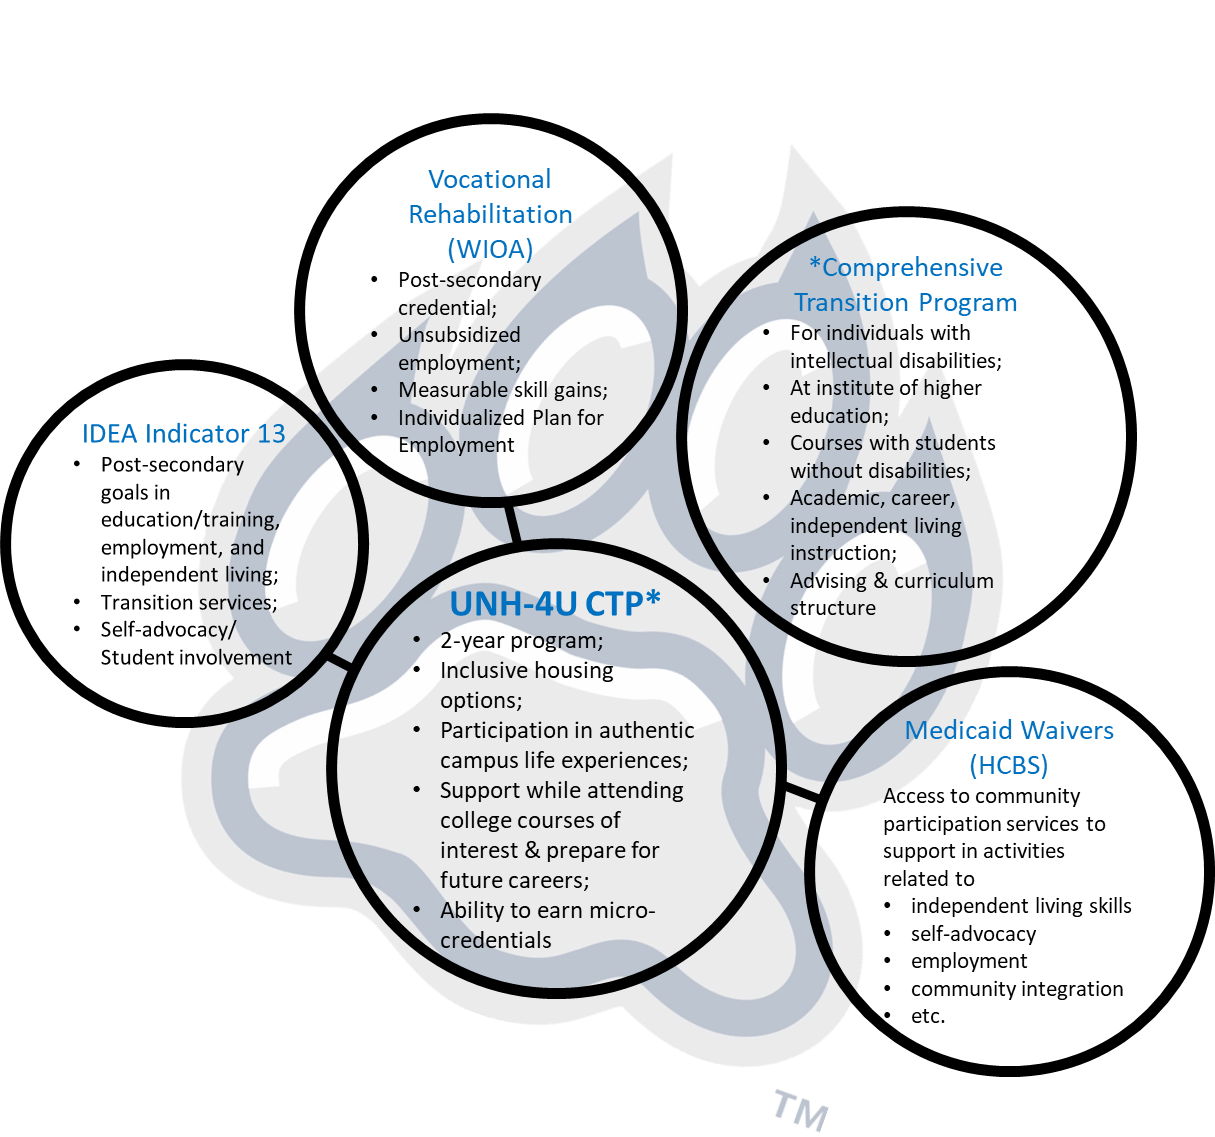 Vocational
Rehabilitation
(WIOA)
• Post-secondary
credential;
• Unsubsidized
employment;
• Measurable skill gains;
• Individualized Plan for
Employment
*Comprehensive
Transition Program
• For individuals with
intellectual disabilities;
• At institute of higher
education;
• Courses with students
without disabilities;
• Academic, career,
independent living
instruction;
• Advising & curriculum
structure
IDEA Indicator 13
• Post-secondary
goals in
education/training,
employment, and
independent living;
• Transition services;
• Self-advocacy/
Student involvement
UNH-4U CTP*
• 2-year program;
• Inclusive housing
options;
• Participation in authentic
campus life experiences;
• Support while attending
college courses of
interest & prepare for
future careers;
• Ability to earn micro-
credentials
Medicaid Waivers
(HCBS)
Access to community
participation services to
support in activities
related to
• independent living skills
• self-advocacy
• employment
• community integration
• etc.
TM